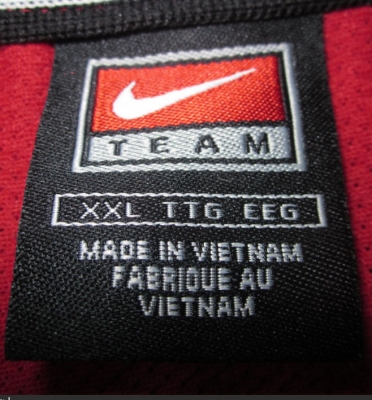 TEAM
XXL TTG EEG
MADE IN VIETNAM
FABRIQUE AU
VIETNAM